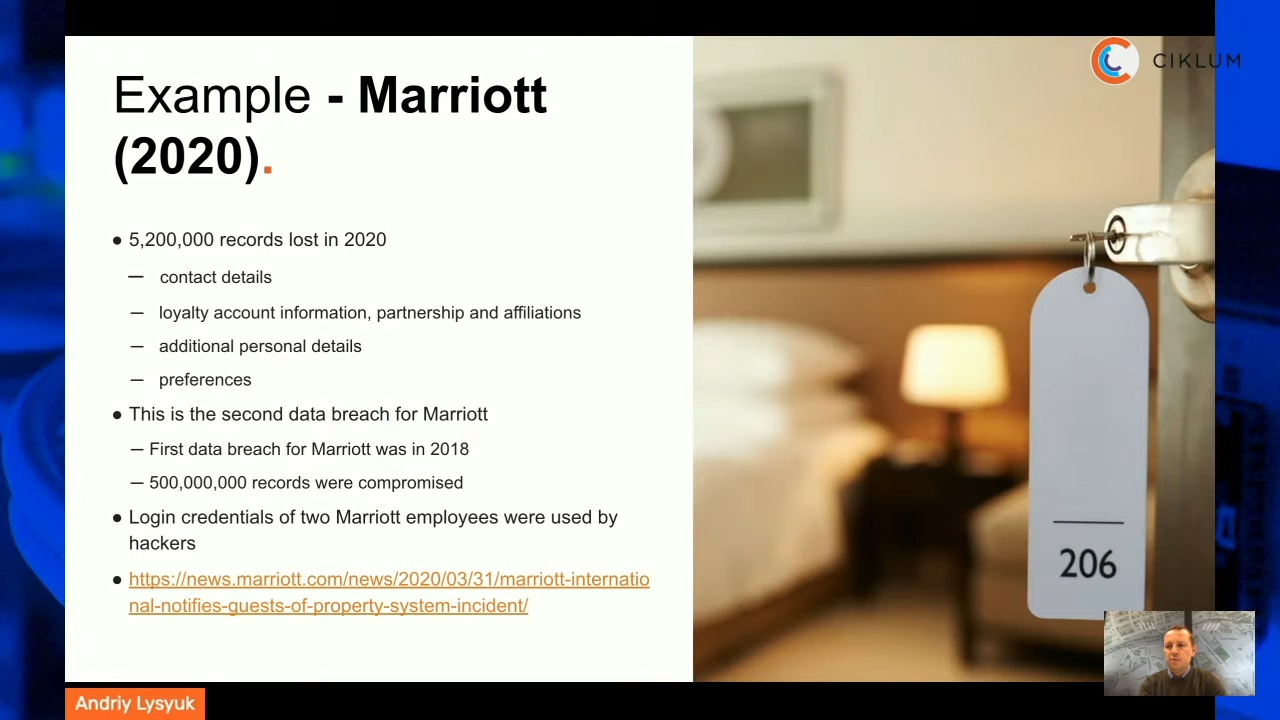 CIKLUM
Example - Marriott
(2020).
● 5,200,000 records lost in 2020
— contact details
— loyalty account information, partnership and affiliations
— additional personal details
— preferences
● This is the second data breach for Marriott
— First data breach for Marriott was in 2018
— 500,000,000 records were compromised
● Login credentials of two Marriott employees were used by
hackers
● https://news.marriott.com/news/2020/03/31/marriott-internatio
nal-notifies-guests-of-property-system-incident/
206
Andriy Lysyuk